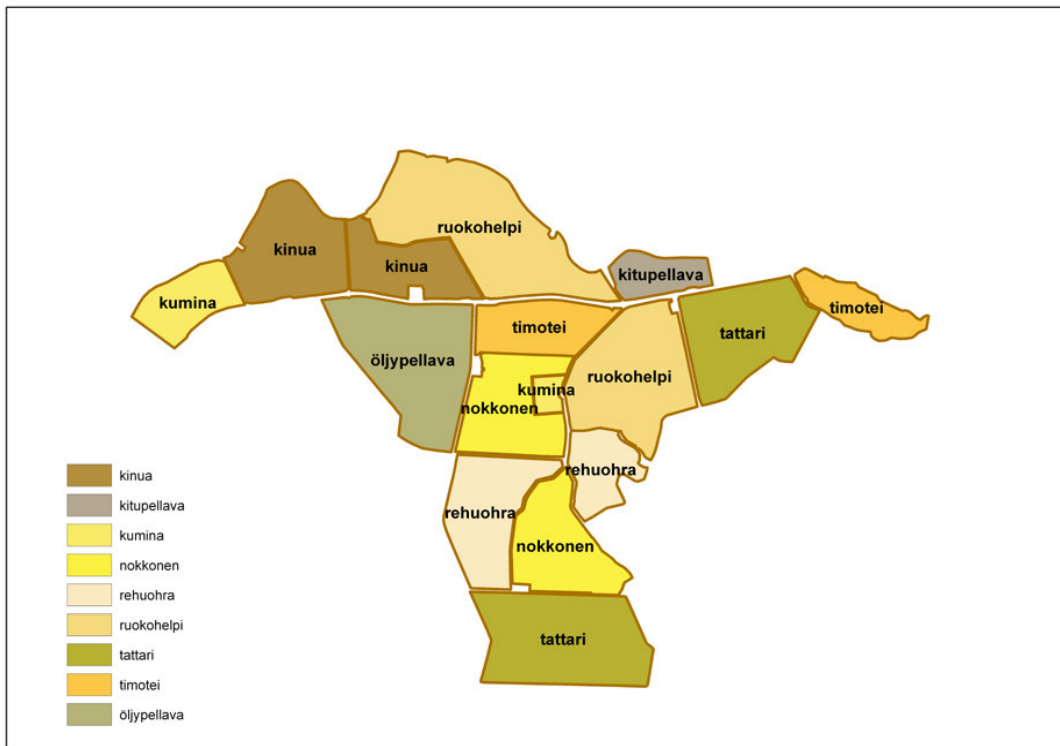 ruokohelpi
kinua
kinua
kitupellava
kumina
timotei
timotei
tattari
öljypellava
ruokohelpi
kumina
nokkonen
rehuohra
rehuohra
nokkonen
tattari
kinua
kitupellava
kumina
nokkonen
rehuohra
ruokohelpi
tattari
timotei
öljypellava